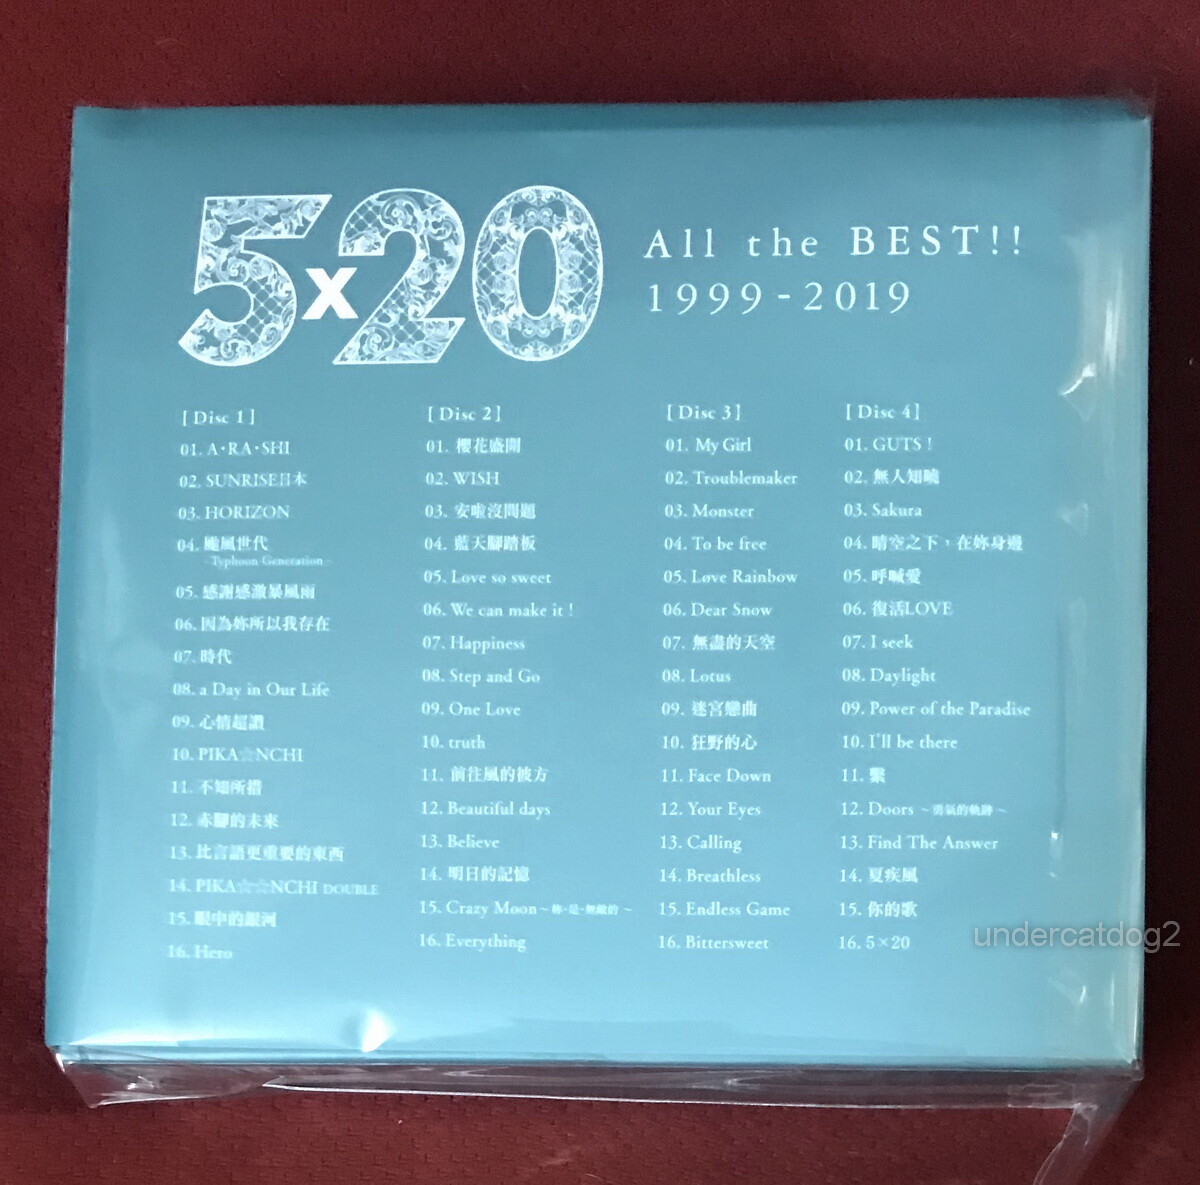 5x20
All the BEST!!
1999-2019
[Disc 1]
01. A・RA・SHI
02. SUNRISE日本
03. HORIZON
04. 颱風世代
-Typhoon Generation-
05. 感謝感激暴風雨
06. 因為妳所以我存在
07. 時代
08. a Day in Our Life
09. 心情超讚
10. PIKA☆NCHI
11. 不知所措
12. 赤腳的未來
13. 比言語更重要的東西
14. PIKA☆☆NCHI DOUBLE
15. 眼中的銀河
16. Hero
[Disc 2]
01. 櫻花盛開
02. WISH
03. 安啦沒問題
04. 藍天腳踏板
05. Love so sweet
06. We can make it !
07. Happiness
08. Step and Go
09. One Love
10. truth
11. 前往風的彼方
12. Beautiful days
13. Believe
14. 明日的記憶
15. Crazy Moon ~ 妳・是・無敵的 ~
16. Everything
[Disc 3]
01. My Girl
02. Troublemaker
03. Monster
04. To be free
05. Løve Rainbow
06. Dear Snow
07. 無盡的天空
08. Lotus
09. 迷宮戀曲
10. 狂野的心
11. Face Down
12. Your Eyes
13. Calling
14. Breathless
15. Endless Game
16. Bittersweet
[Disc 4]
01. GUTS !
02. 無人知曉
03. Sakura
04. 晴空之下，在妳身邊
05. 呼喊愛
06. 復活LOVE
07. I seek
08. Daylight
09. Power of the Paradise
10. I'll be there
11. 繫
12. Doors ~勇氣的軌跡~
13. Find The Answer
14. 夏疾風
15. 你的歌
16. 5×20
undercatdog2